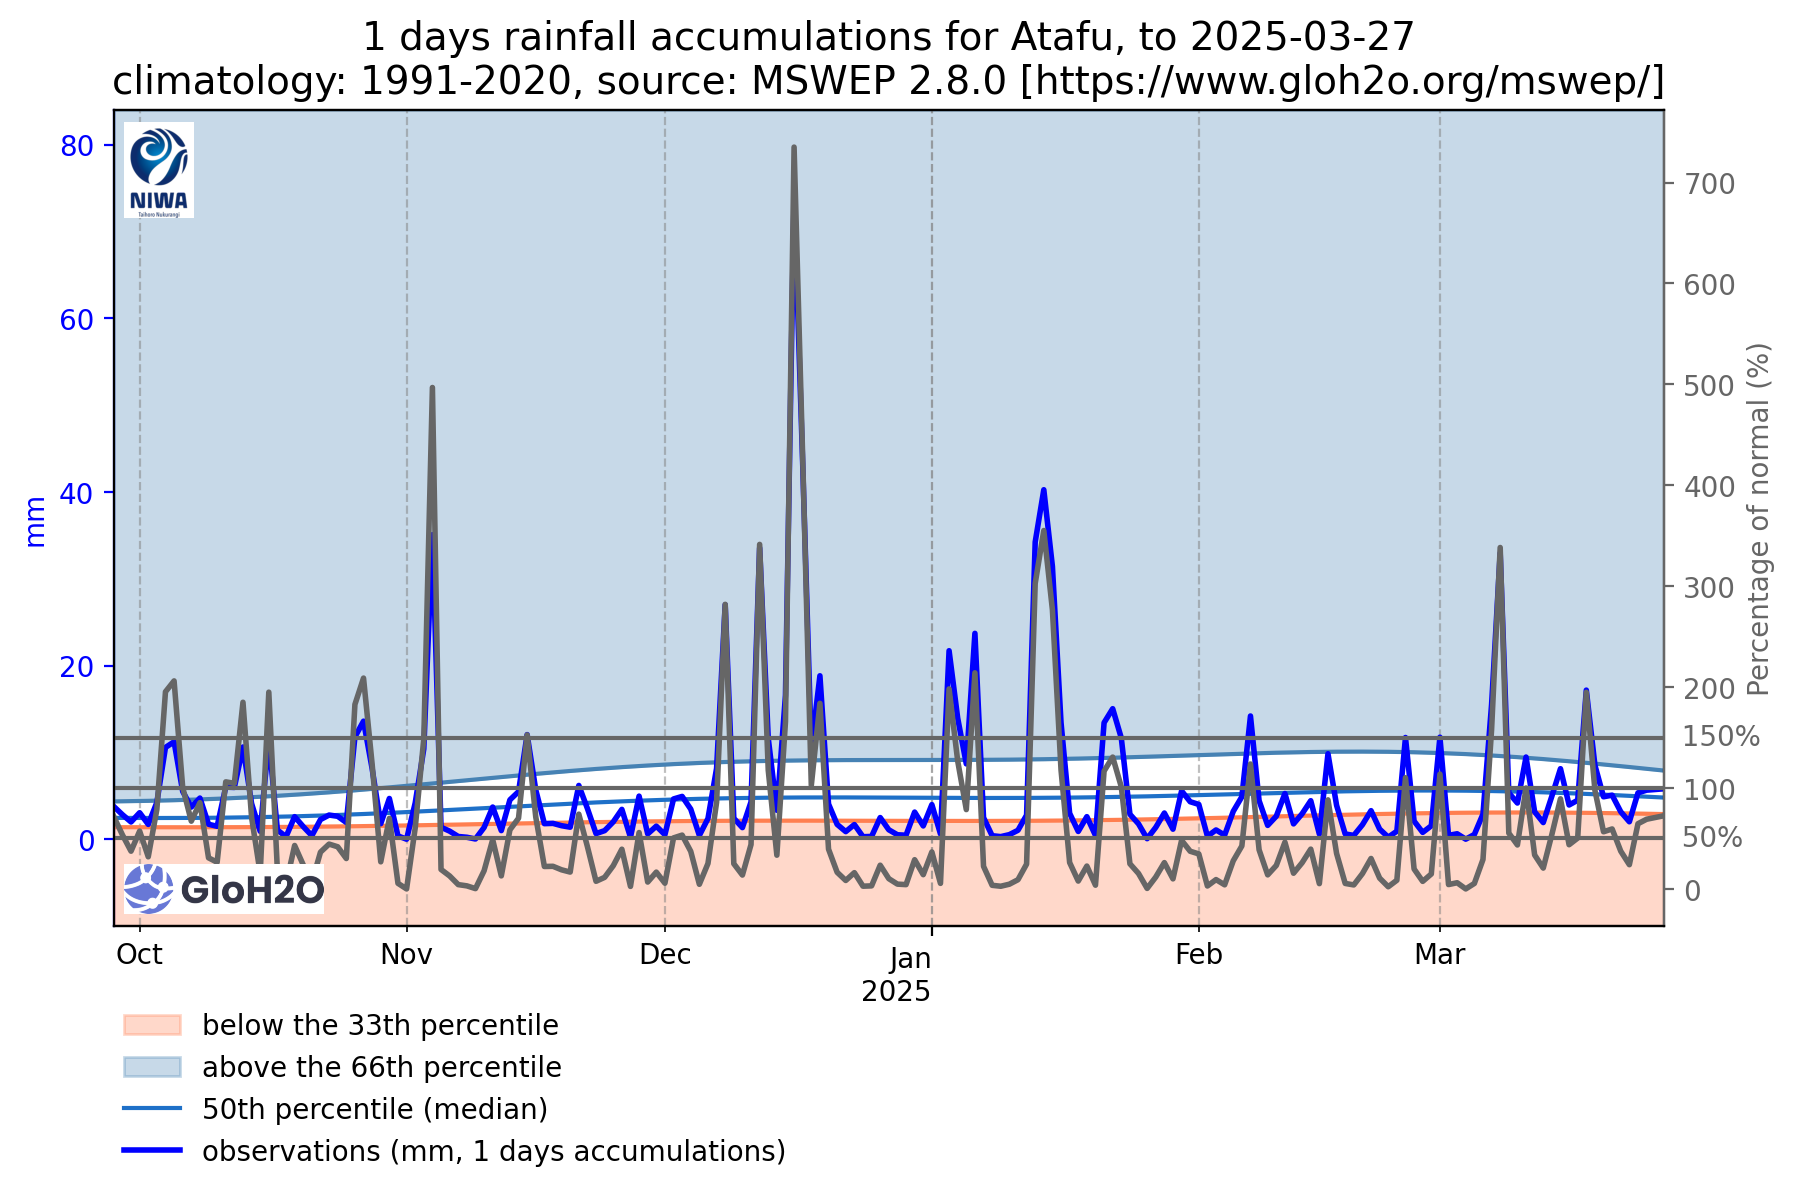 1 days rainfall accumulations for Atafu, to 2025-03-27
climatology: 1991-2020, source: MSWEP 2.8.0 [https://www.gloh2o.org/mswep/]
80
60
40
20
0
mm
NIWA
Taihoro Nukurangi
GloH2O
700
600
500
400
300
200
150%
100
50%
0
Percentage of normal (%)
Oct
Nov
Dec
Jan
2025
Feb
Mar
below the 33th percentile
above the 66th percentile
50th percentile (median)
observations (mm, 1 days accumulations)